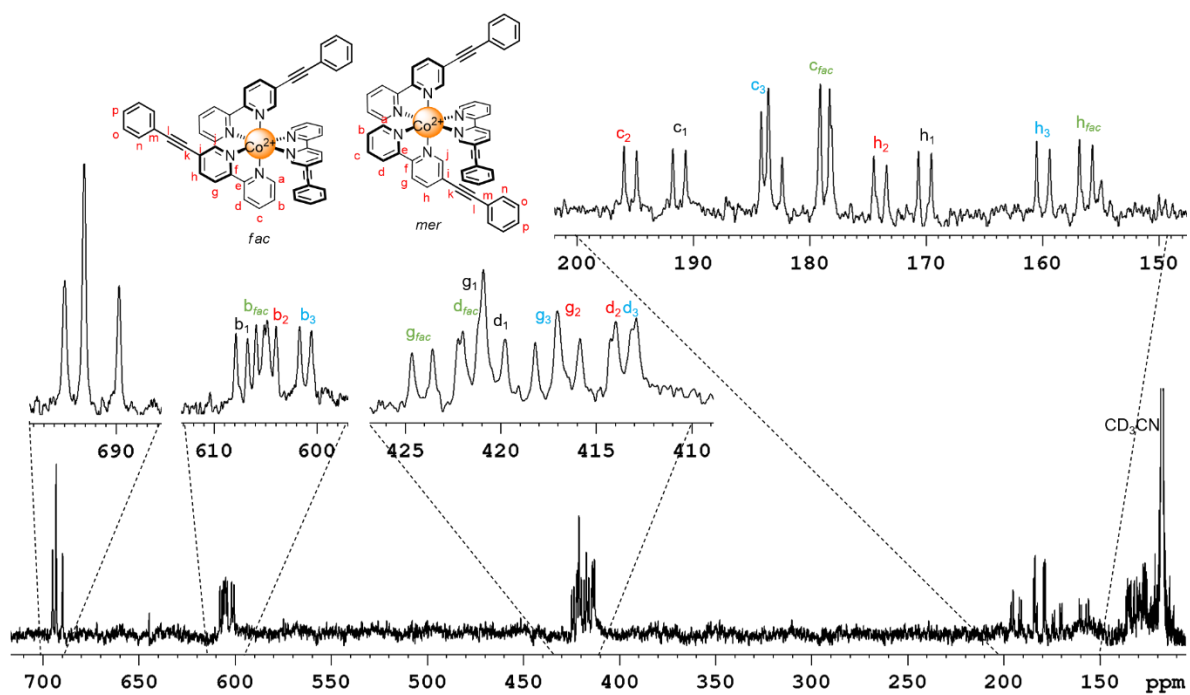 fac
mer
Co2+
Co2+
N
N
N
N
N
N
N
N
N
N
N
N
p
o
n
m
l
k
i
j
h
g
f
e
d
c
b
a
a
b
c
d
e
f
g
h
i
j
k
l
m
n
o
p
c2
c1
c3
cfac
h2
h1
h3
hfac
200 190 180 170 160 150
b1
bfac
b2
b3
gfac
dfac
g1
d1
g3
g2
d2
d3
690
610 600
425 420 415 410
CD3CN
700 650 600 550 500 450 400 350 300 250 200 150 ppm